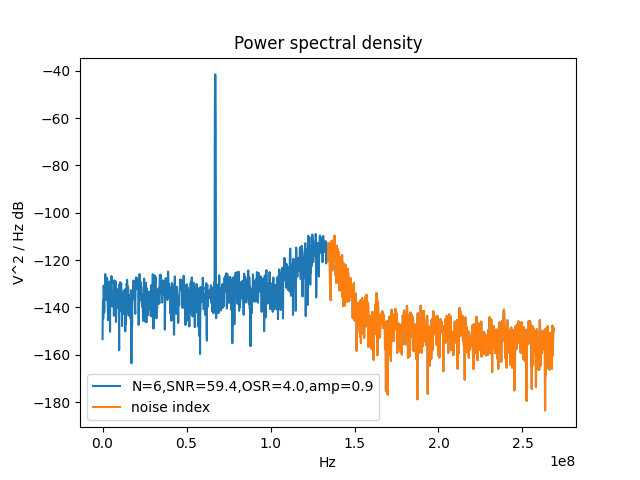 Power spectral density
V^2 / Hz dB
−40
−60
−80
−100
−120
−140
−160
−180
N=6,SNR=59.4,OSR=4.0,amp=0.9
noise index
0.0 0.5 1.0 1.5 2.0 2.5
1e8
Hz